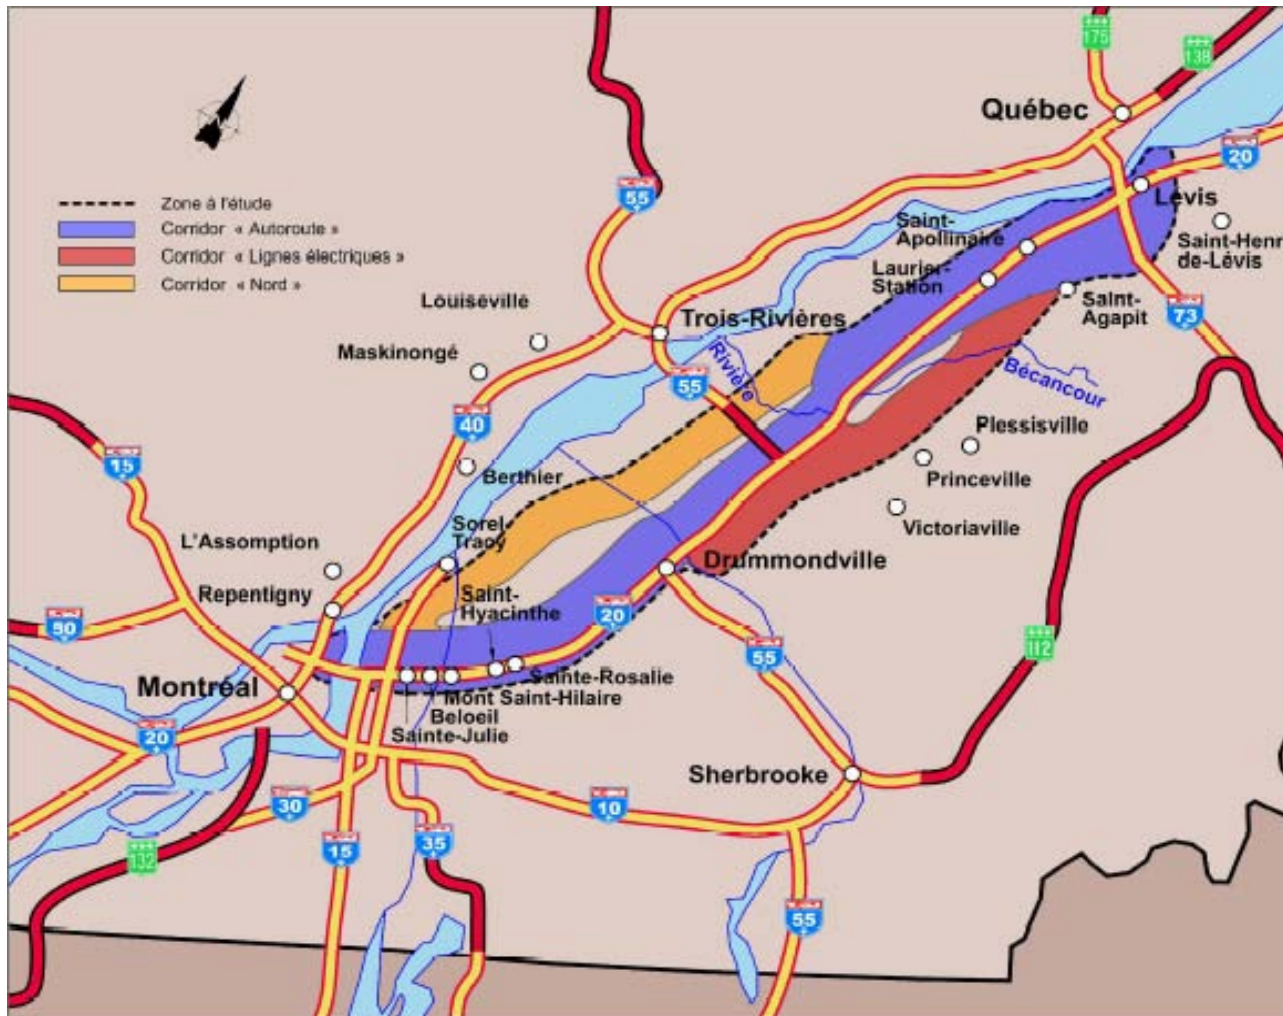 175
138
Québec
20
Lévis
55
Zone à l'étude
Corridor « Autoroute »
Corridor « Lignes électriques »
Corridor « Nord »
Saint-
Apollinaire
Saint-Henri
de-Lévis
Laurier-
Station
Saint-
Agapit
Louiseville
Trois-Rivières
73
Maskinongé
Rivière
Bécancour
55
40
Plessisville
15
Berthier
Princeville
Victoriaville
Sorel
Tracy
L'Assomption
Drummondville
Repentigny
Saint-
Hyacinthe
20
50
112
55
Sainte-Rosalie
Montréal
Mont Saint-Hilaire
Beloeil
Sainte-Julie
20
Sherbrooke
30
10
132
15
35
55